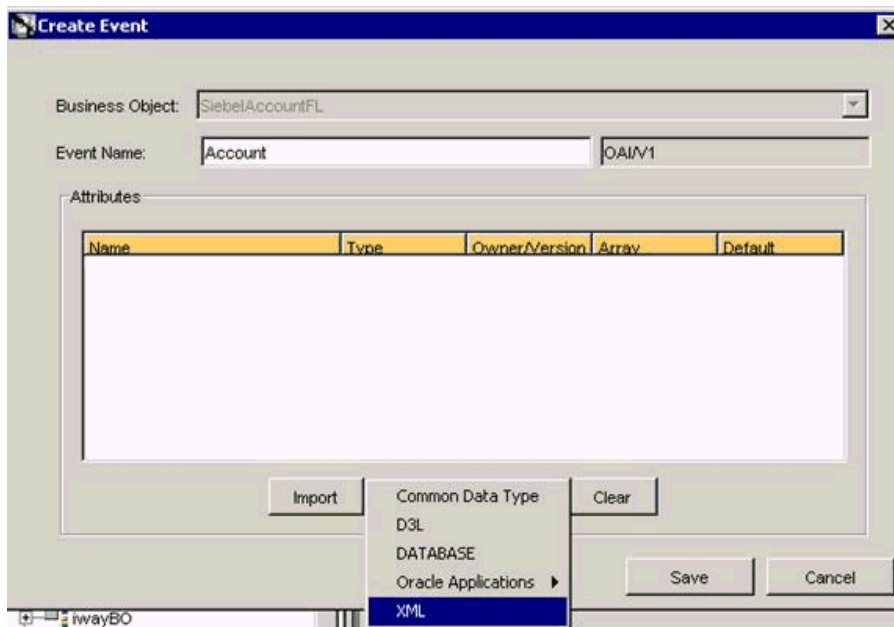 Create Event
Business Object: SiebelAccountFL
Event Name: Account OAI/V1
Attributes
Name Type Owner/Version Array Default
Import Clear
Common Data Type
D3L
DATABASE
Oracle Applications
XML
Save Cancel
iwayBO